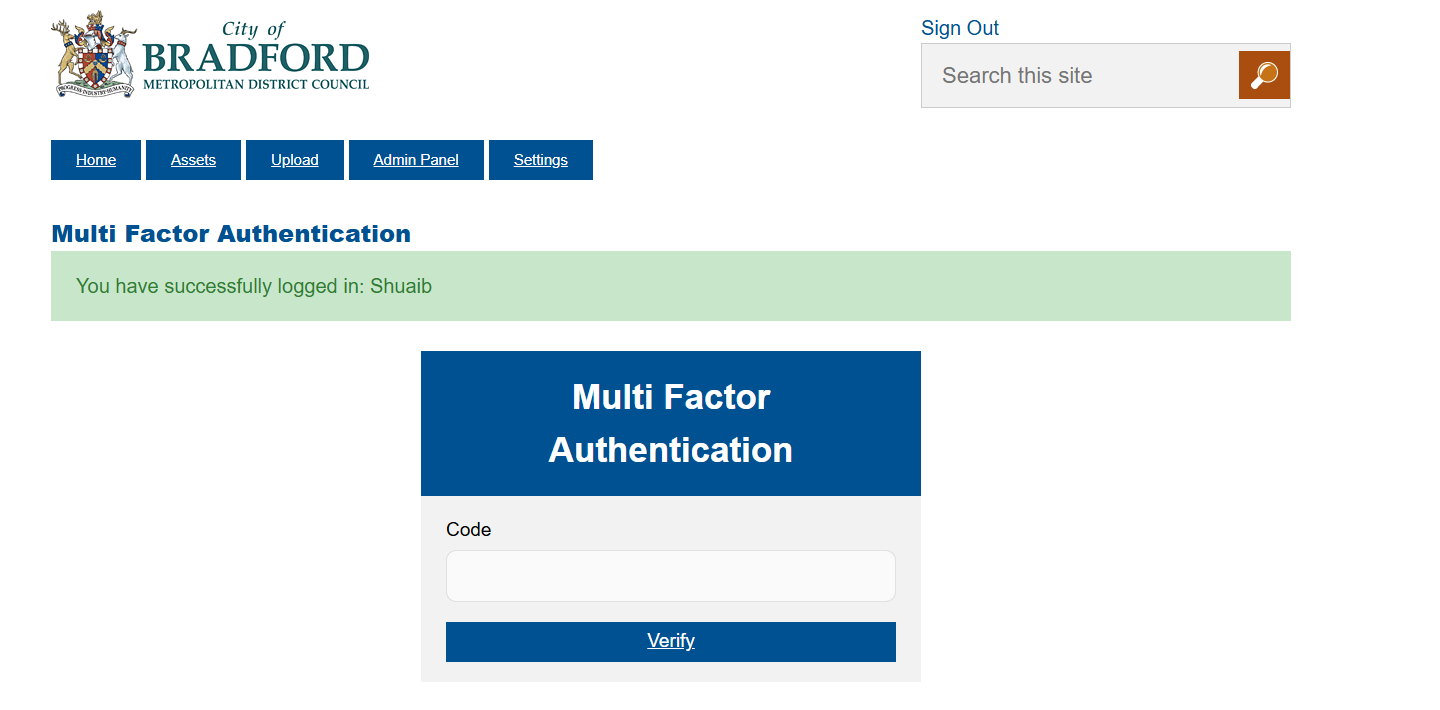 City of
BRADFORD
METROPOLITAN DISTRICT COUNCIL
PROGRESS INDUSTRY HUMANITY
Sign Out
Search this site
Home Assets Upload Admin Panel Settings
Multi Factor Authentication
You have successfully logged in: Shuaib
Multi Factor
Authentication
Code
Verify